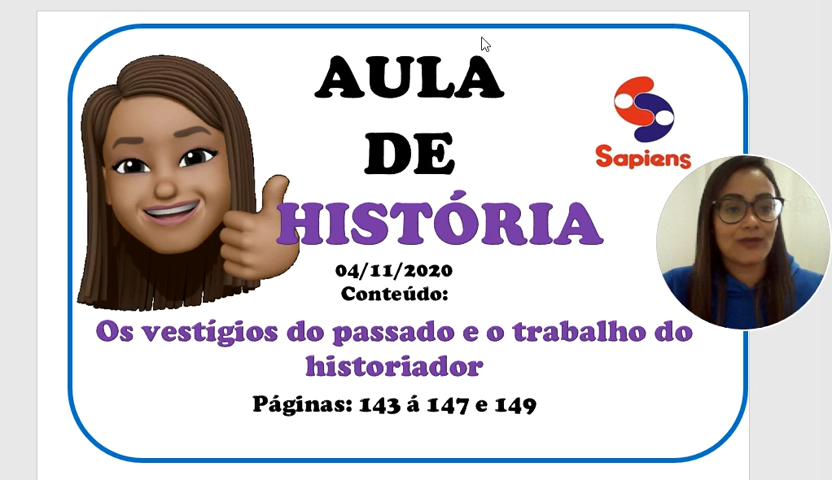 AULA
DE
HISTÓRIA
Sapiens
04/11/2020
Conteúdo:
Os vestígios do passado e o trabalho do
historiador
Páginas: 143 á 147 e 149